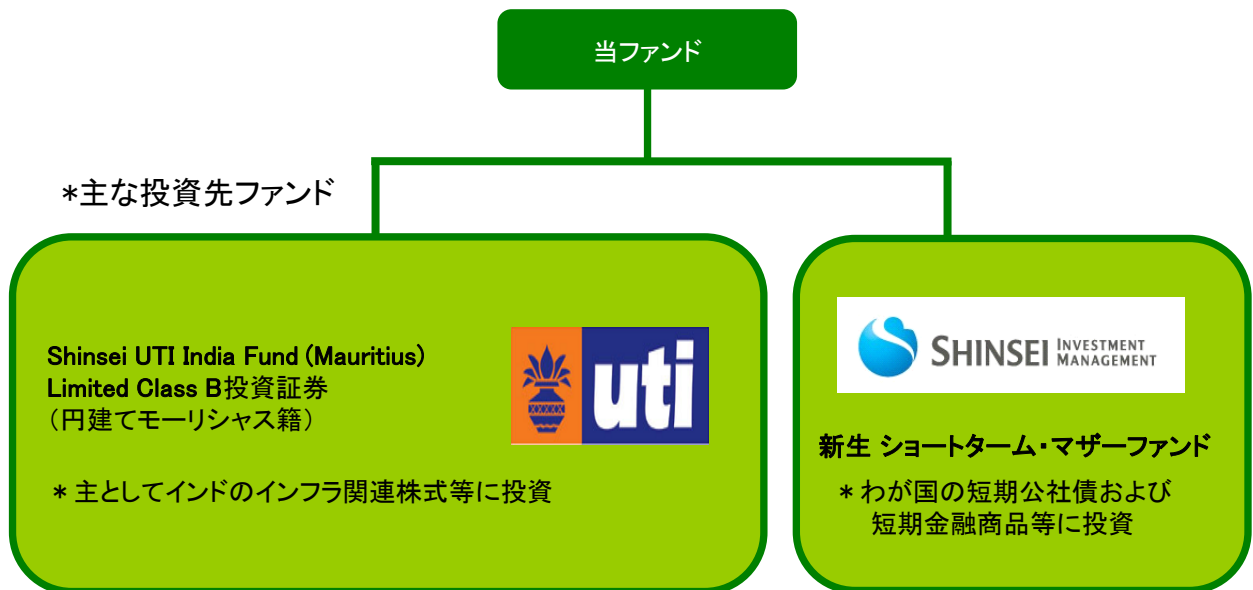 当ファンド
*主な投資先ファンド
Shinsei UTI India Fund (Mauritius)
Limited Class B投資証券
（円建てモーリシャス籍）
* 主としてインドのインフラ関連株式等に投資
uti
SHINSEI INVESTMENT MANAGEMENT
新生 ショートターム・マザーファンド
* わが国の短期公社債および
短期金融商品等に投資